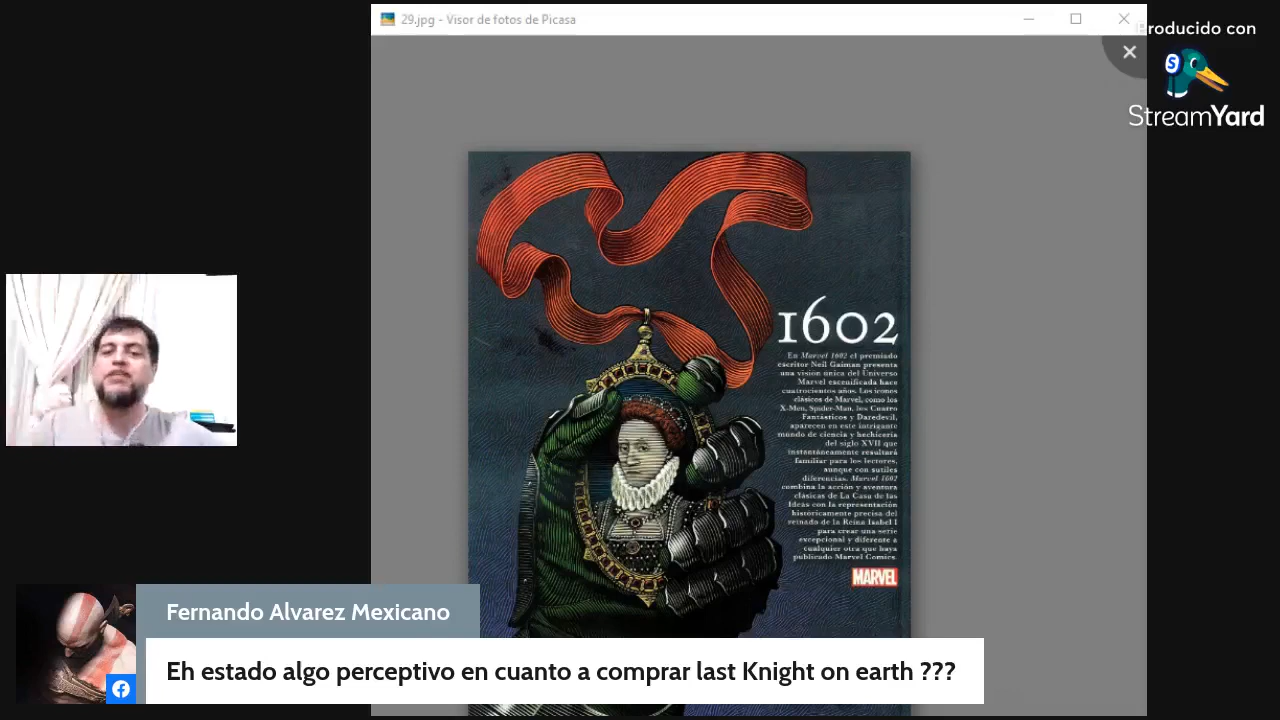 29.jpg - Visor de fotos de Picasa
Producido con
StreamYard
1602
En Marvel 1602 el premiado
escritor Neil Gaiman presenta
una visión única del Universo
Marvel escenificada hace
cuatrocientos años. Los iconos
clásicos de Marvel, como los
X-Men, Spider-Man, los Cuatro
Fantásticos y Daredevil,
aparecen en este intrigante
mundo de ciencia y hechicería
del siglo XVII que
instantáneamente resultará
familiar para los lectores,
aunque con sutiles
diferencias. Marvel 1602
combina la acción y aventura
clásicas de La Casa de las
Ideas con la representación
históricamente precisa del
reinado de la Reina Isabel I
para crear una serie
excepcional y diferente a
cualquier otra que haya
publicado Marvel Comics.
MARVEL
Fernando Alvarez Mexicano
Eh estado algo perceptivo en cuanto a comprar last Knight on earth ???